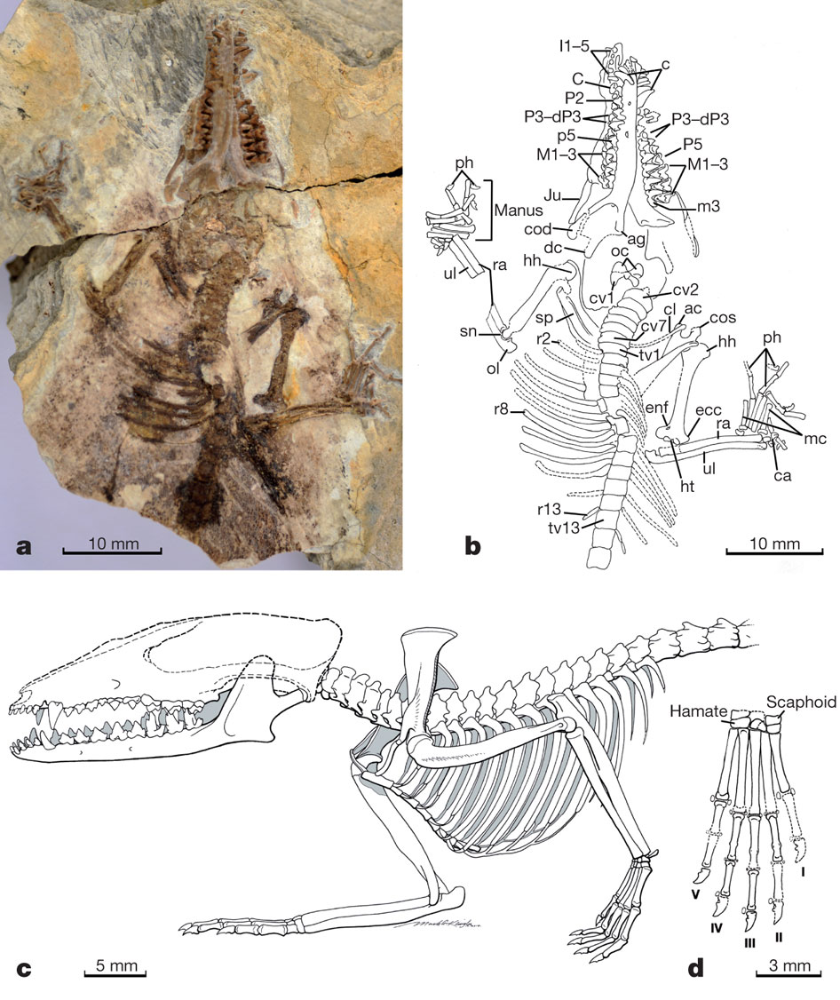 I1–5
c
C
P2
P3–dP3
P3–dP3
p5
P5
M1–3
M1–3
ph
Ju
m3
Manus
cod
ag
dc
oc
hh
ul
ra
cv1
cv2
cl
ac
cos
sp
cv7
sn
r2
tv1
hh
ph
ol
enf
ecc
r8
ra
mc
ul
ca
ht
r13
tv13
a
10 mm
b
10 mm
Hamate
Scaphoid
I
V
IV
III
II
c
5 mm
d
3 mm